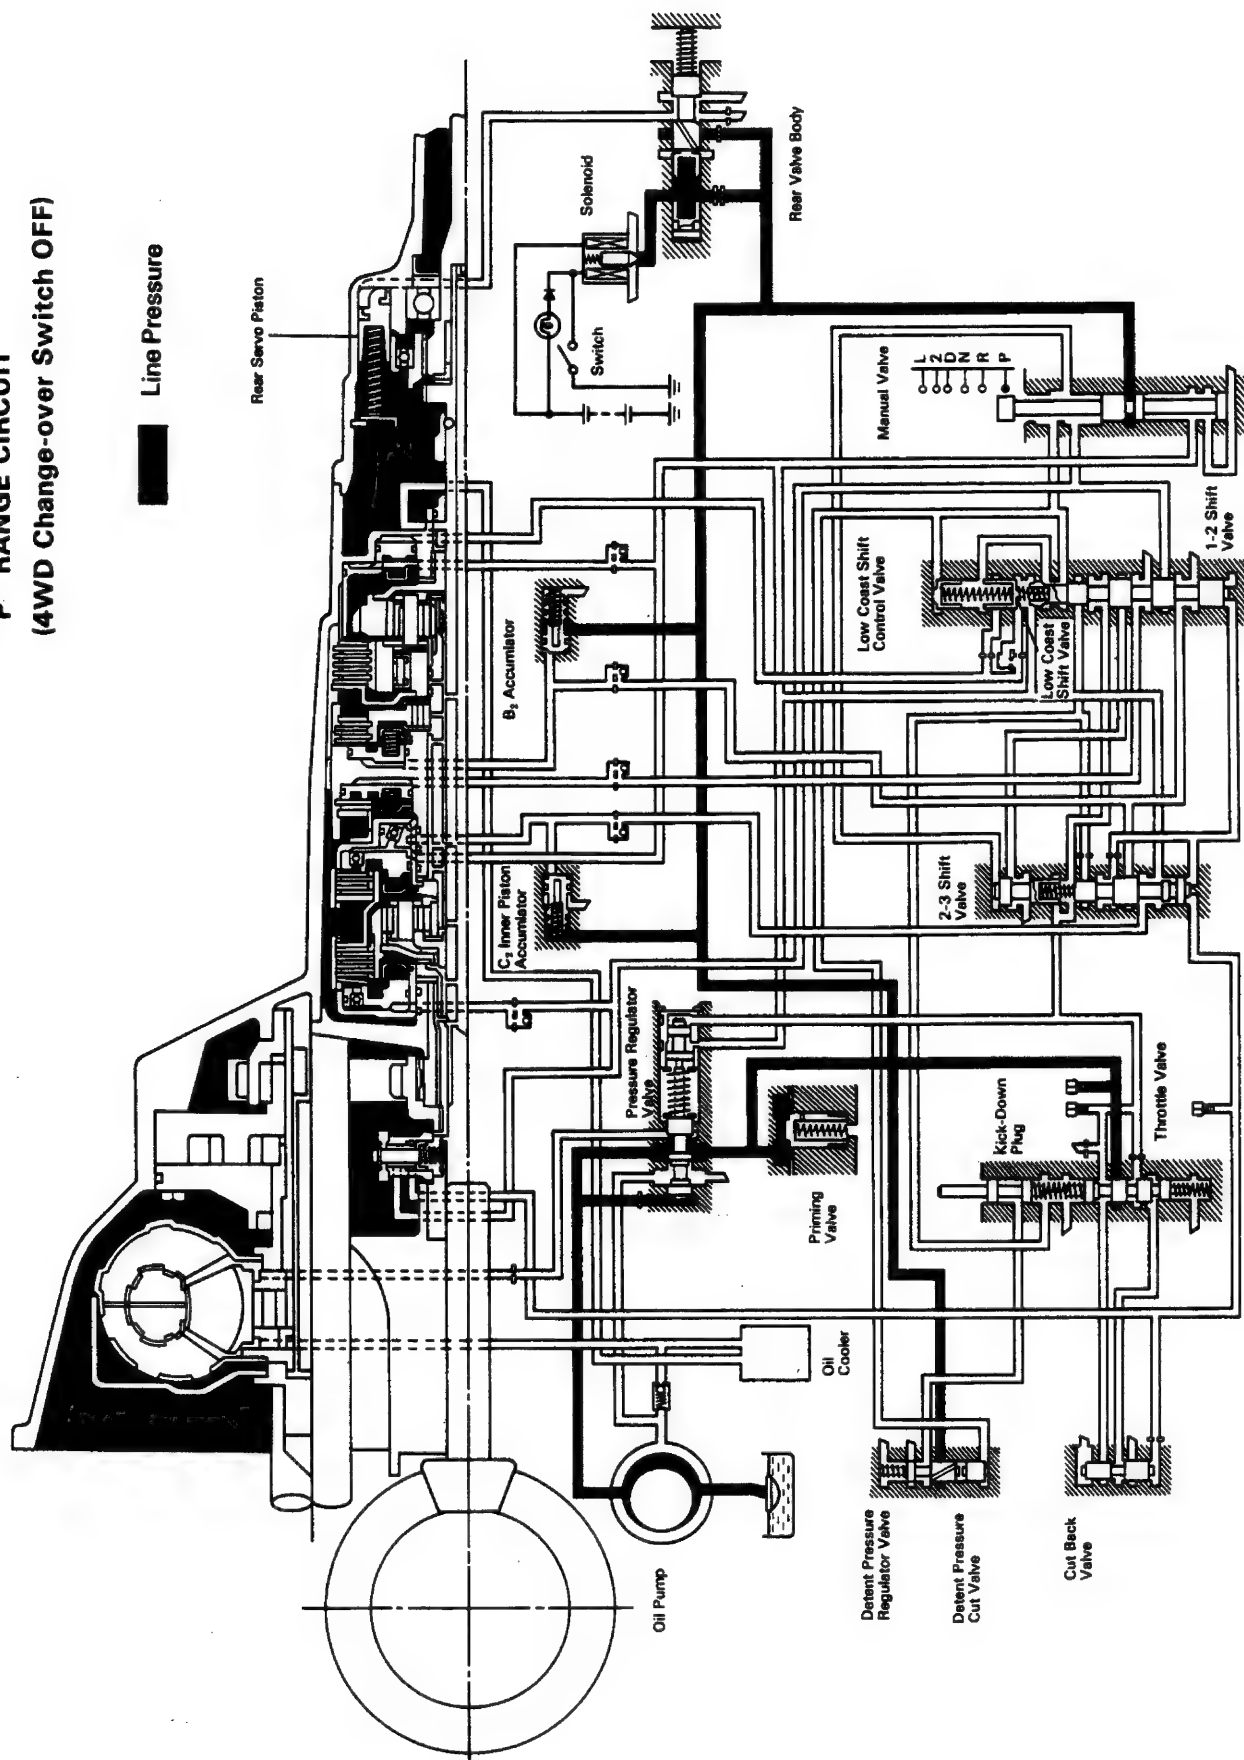 RANGE CIRCUIT
(4WD Change-over Switch OFF)
Line Pressure
Rear Servo Piston
Solenoid
Switch
Rear Valve Body
Manual Valve
L
2
D
N
R
P
B₂ Accumlator
C₂ Inner Piston
Accumulator
Low Coast Shift
Control Valve
Low Coast
Shift Valve
1-2 Shift
Valve
2-3 Shift
Valve
Pressure Regulator
Valve
Priming
Valve
Kick-Down
Plug
Throttle Valve
Oil
Cooler
Oil Pump
Detent Pressure
Regulator Valve
Detent Pressure
Cut Valve
Cut Back
Valve